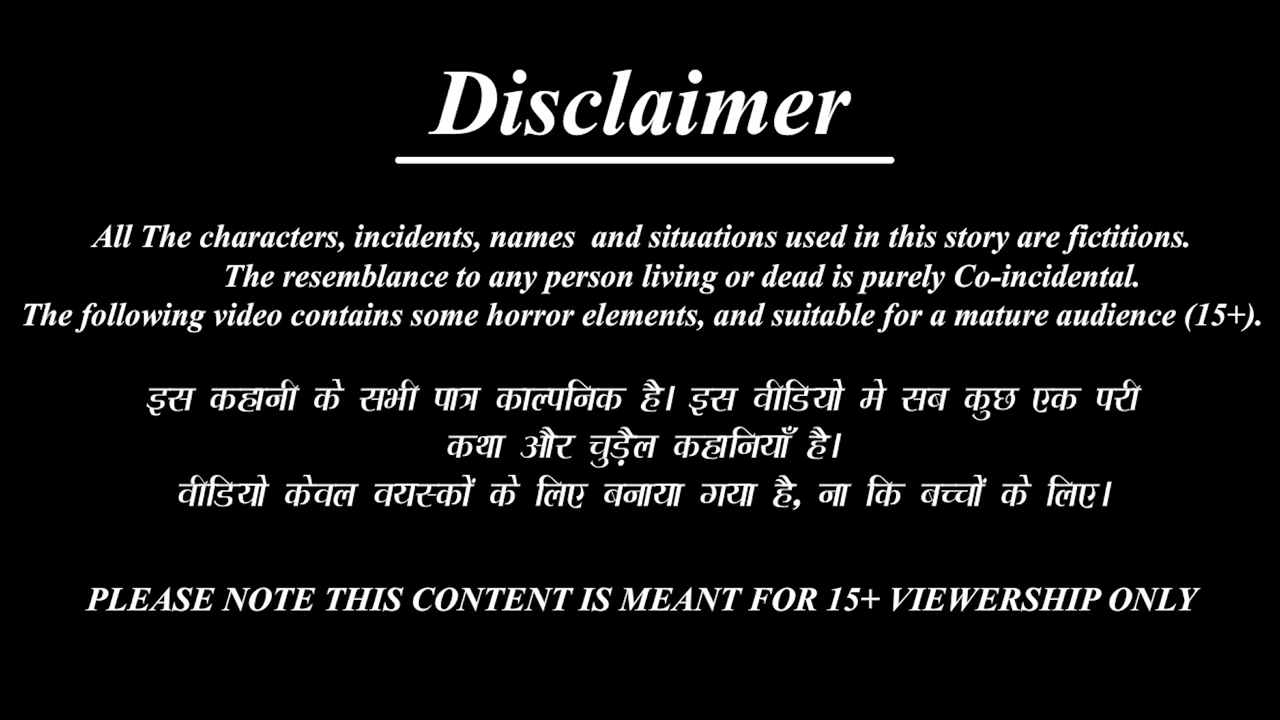 Disclaimer
All The characters, incidents, names and situations used in this story are fictitions.
The resemblance to any person living or dead is purely Co-incidental.
The following video contains some horror elements, and suitable for a mature audience (15+).
इस कहानी के सभी पात्र काल्पनिक है। इस वीडियो मे सब कुछ एक परी
कथा और चुड़ैल कहानियाँ है।
वीडियो केवल वयस्कों के लिए बनाया गया है, ना कि बच्चों के लिए।
PLEASE NOTE THIS CONTENT IS MEANT FOR 15+ VIEWERSHIP ONLY